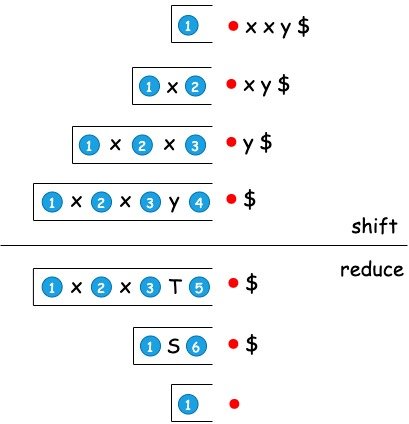 1 • x x y $
1 x 2 • x y $
1 x 2 x 3 • y $
1 x 2 x 3 y 4 • $
shift
reduce
1 x 2 x 3 T 5 • $
1 S 6 • $
1 •